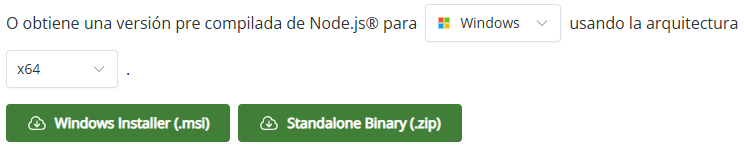 O obtiene una versión pre compilada de Node.js® para Windows usando la arquitectura
x64 .
Windows Installer (.msi) Standalone Binary (.zip)